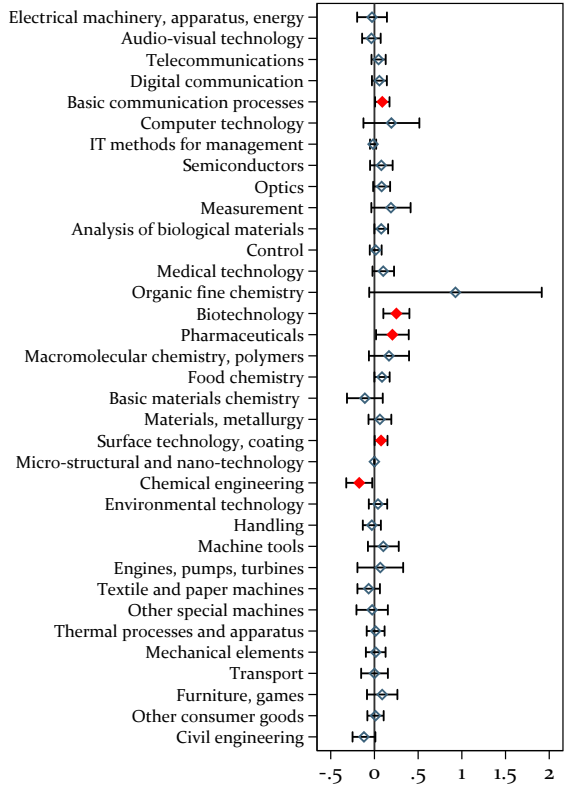 Electrical machinery, apparatus, energy
Audio-visual technology
Telecommunications
Digital communication
Basic communication processes
Computer technology
IT methods for management
Semiconductors
Optics
Measurement
Analysis of biological materials
Control
Medical technology
Organic fine chemistry
Biotechnology
Pharmaceuticals
Macromolecular chemistry, polymers
Food chemistry
Basic materials chemistry
Materials, metallurgy
Surface technology, coating
Micro-structural and nano-technology
Chemical engineering
Environmental technology
Handling
Machine tools
Engines, pumps, turbines
Textile and paper machines
Other special machines
Thermal processes and apparatus
Mechanical elements
Transport
Furniture, games
Other consumer goods
Civil engineering
-.5 0 .5 1 1.5 2